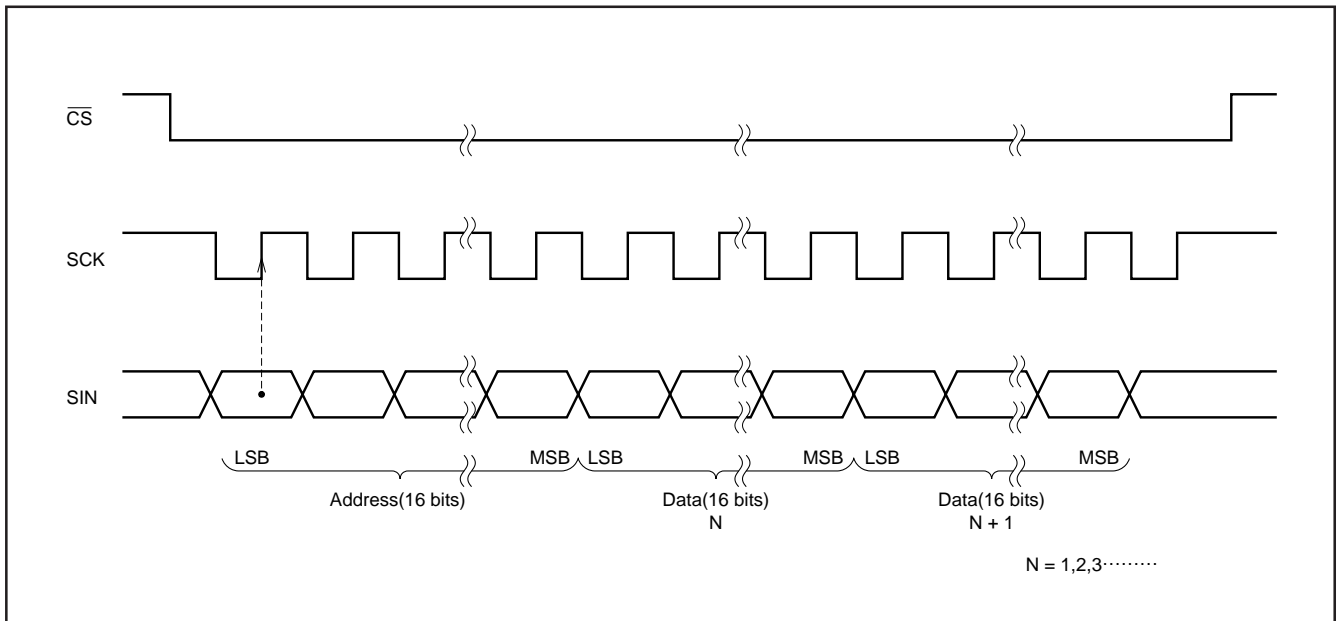 C̅S̅
SCK
SIN
LSB MSB LSB MSB LSB MSB
Address(16 bits) Data(16 bits) Data(16 bits)
N N + 1
N = 1,2,3·········